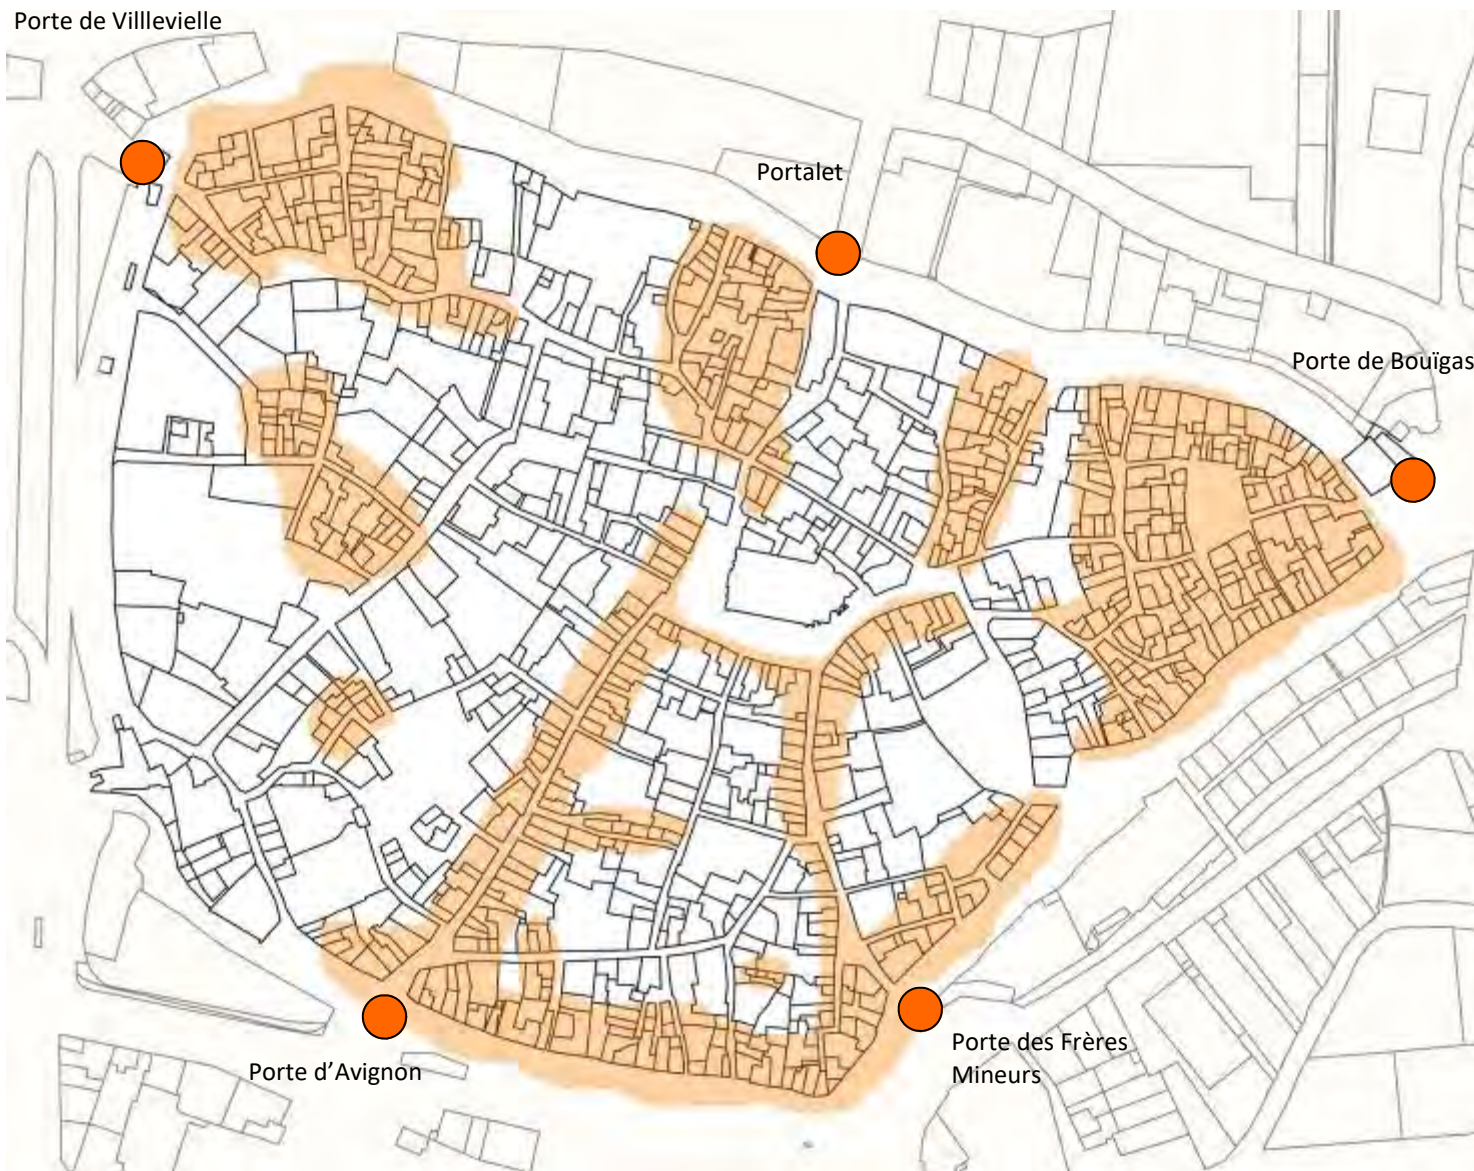 Porte de Villlevielle
Portalet
Porte de Bouïgas
Porte d'Avignon
Porte des Frères
Mineurs